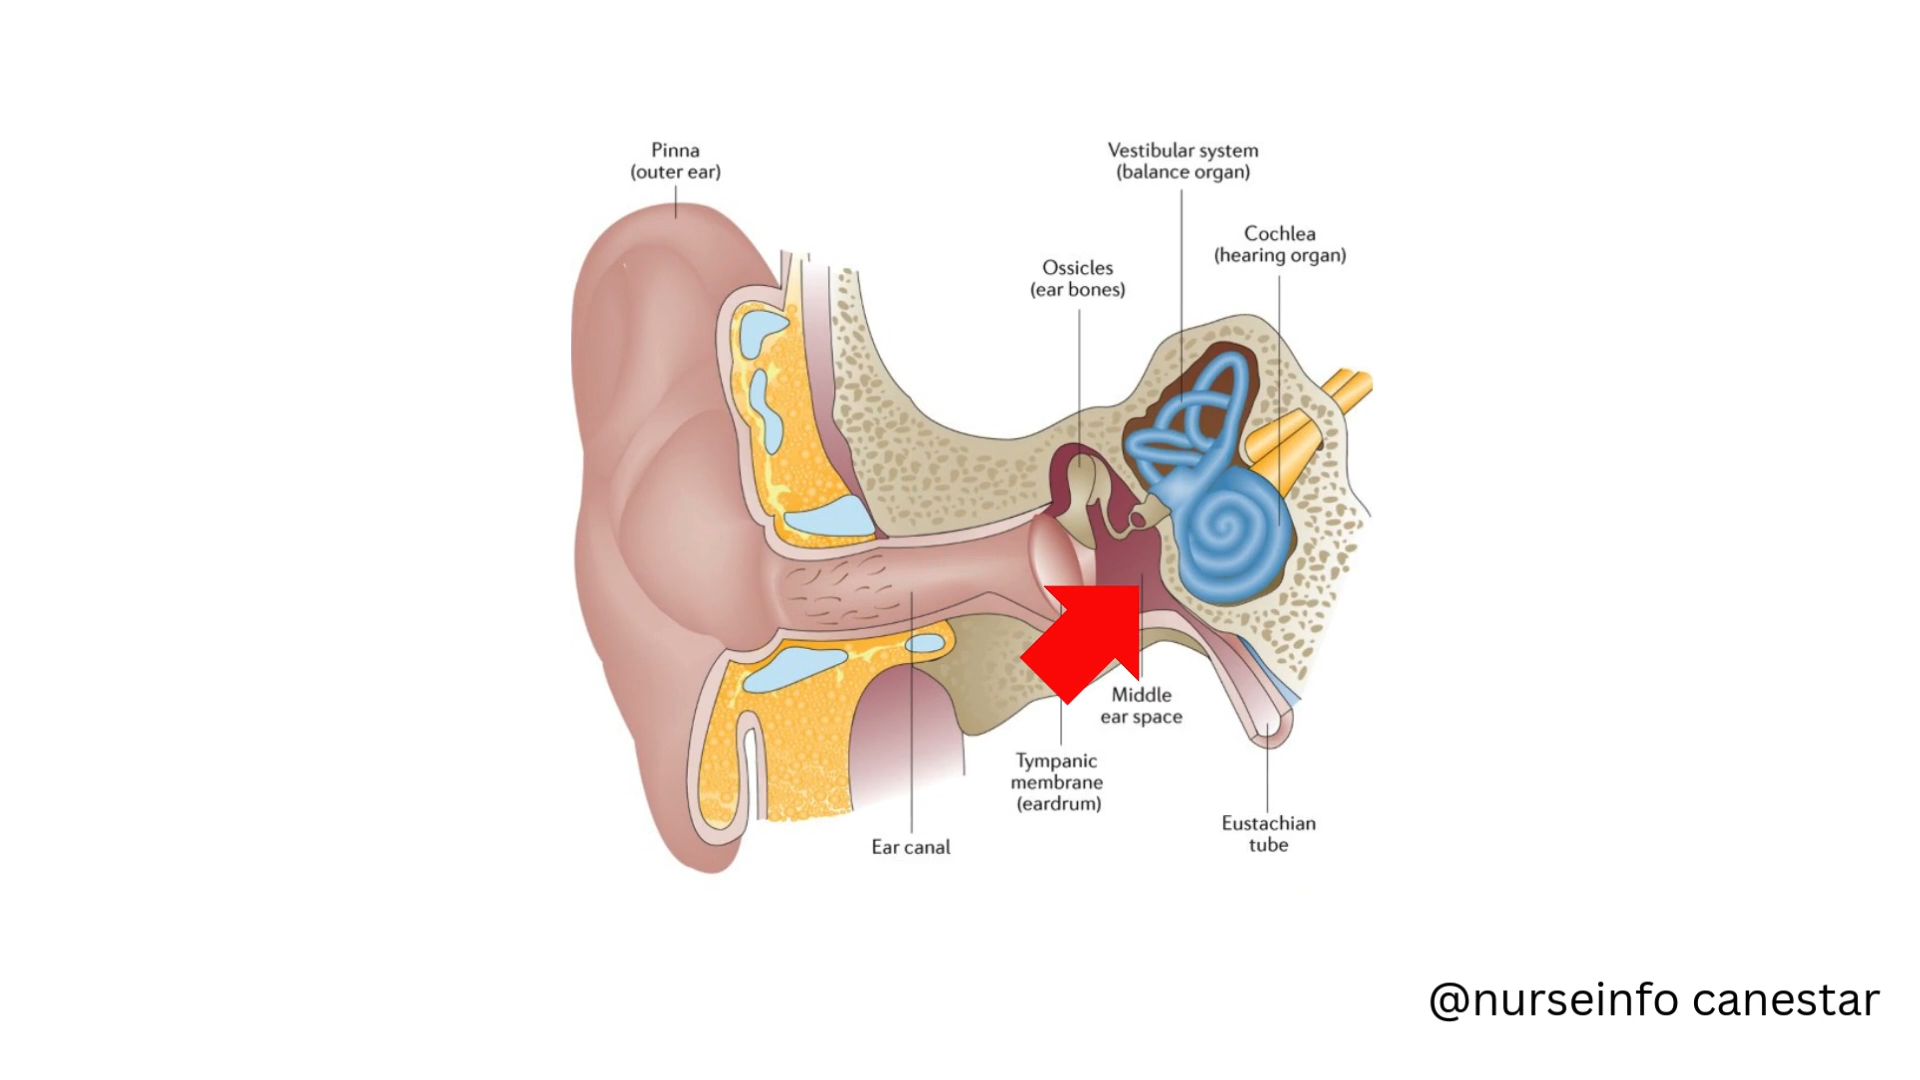 Pinna
(outer ear)
Vestibular system
(balance organ)
Cochlea
(hearing organ)
Ossicles
(ear bones)
Middle
ear space
Tympanic
membrane
(eardrum)
Ear canal
Eustachian
tube
@nurseinfo canestar